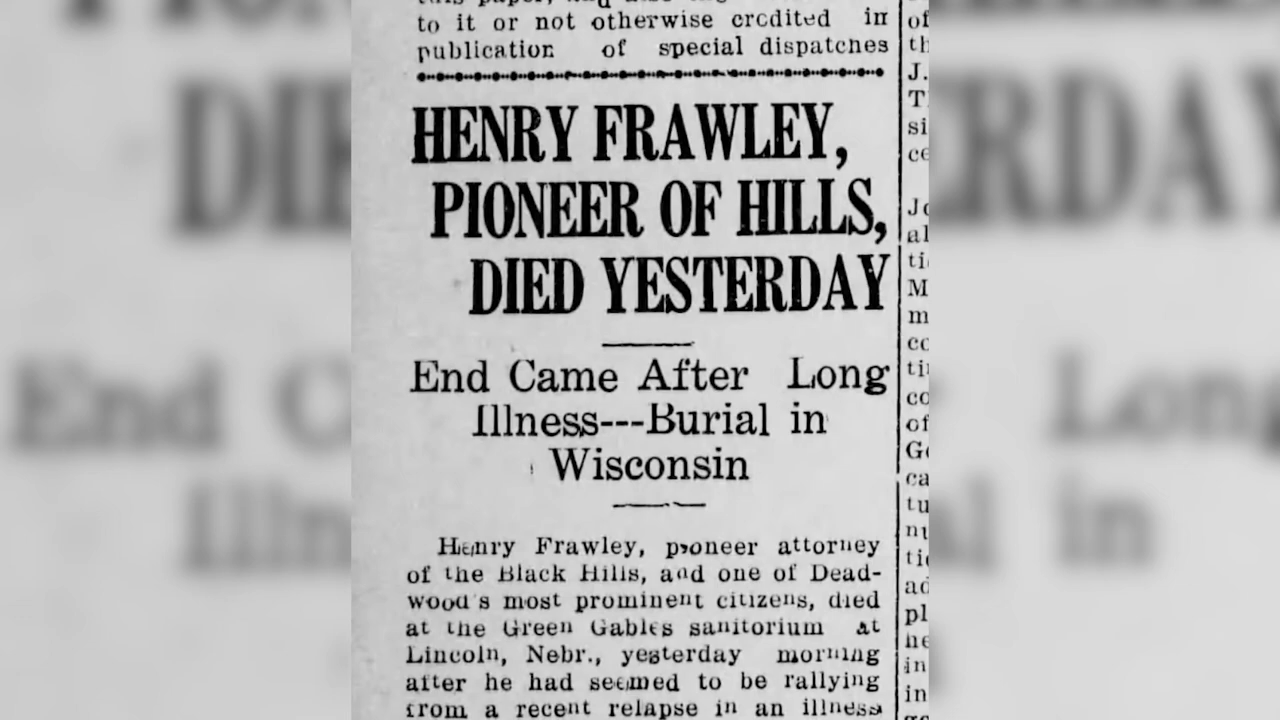 to it or not otherwise credited in
publication of special dispatches
HENRY FRAWLEY,
PIONEER OF HILLS,
DIED YESTERDAY
End Came After Long
Illness---Burial in
Wisconsin
Henry Frawley, pioneer attorney
of the Black Hills, and one of Dead-
wood's most prominent citizens, died
at the Green Gables sanitorium at
Lincoln, Nebr., yesterday morning
after he had seemed to be rallying
from a recent relapse in an illness